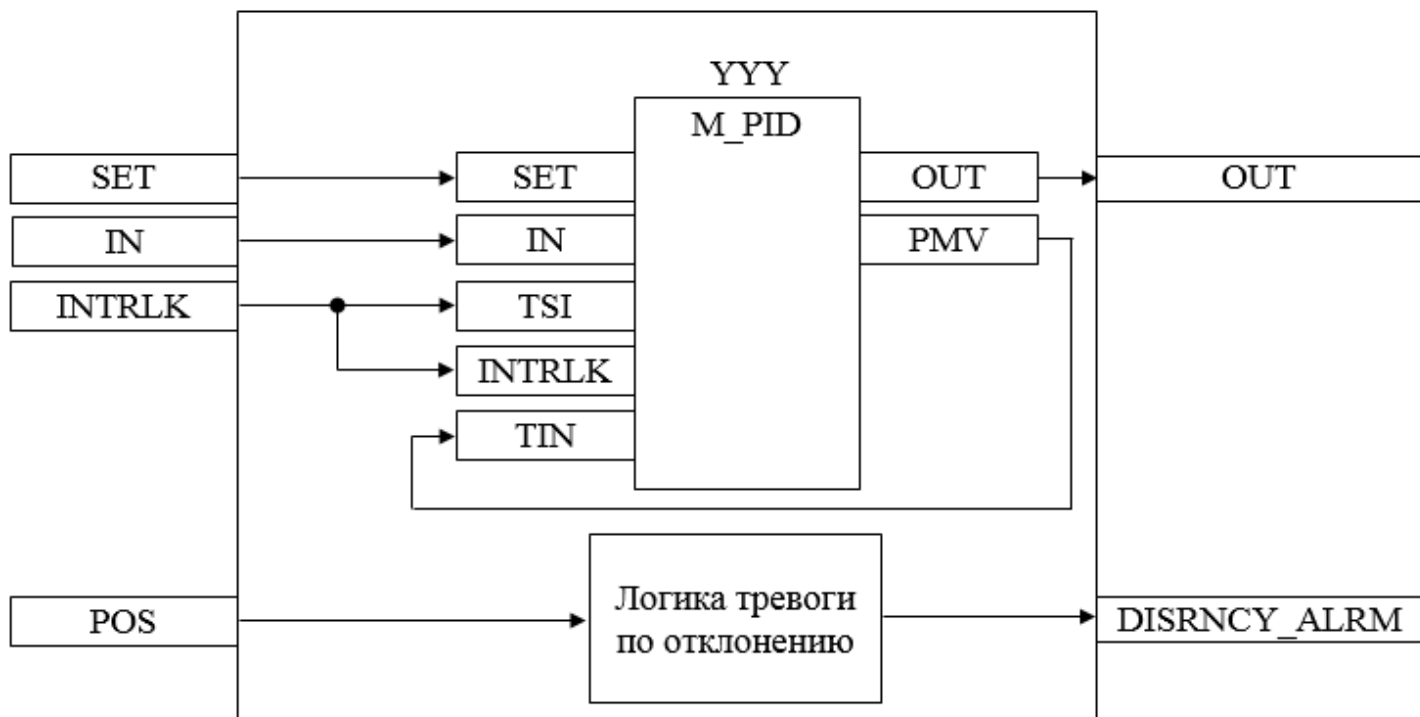 YYY
M_PID
SET
SET
OUT
OUT
IN
IN
PMV
INTRLK
TSI
INTRLK
TIN
POS
Логика тревоги
по отклонению
DISRNCY_ALRM